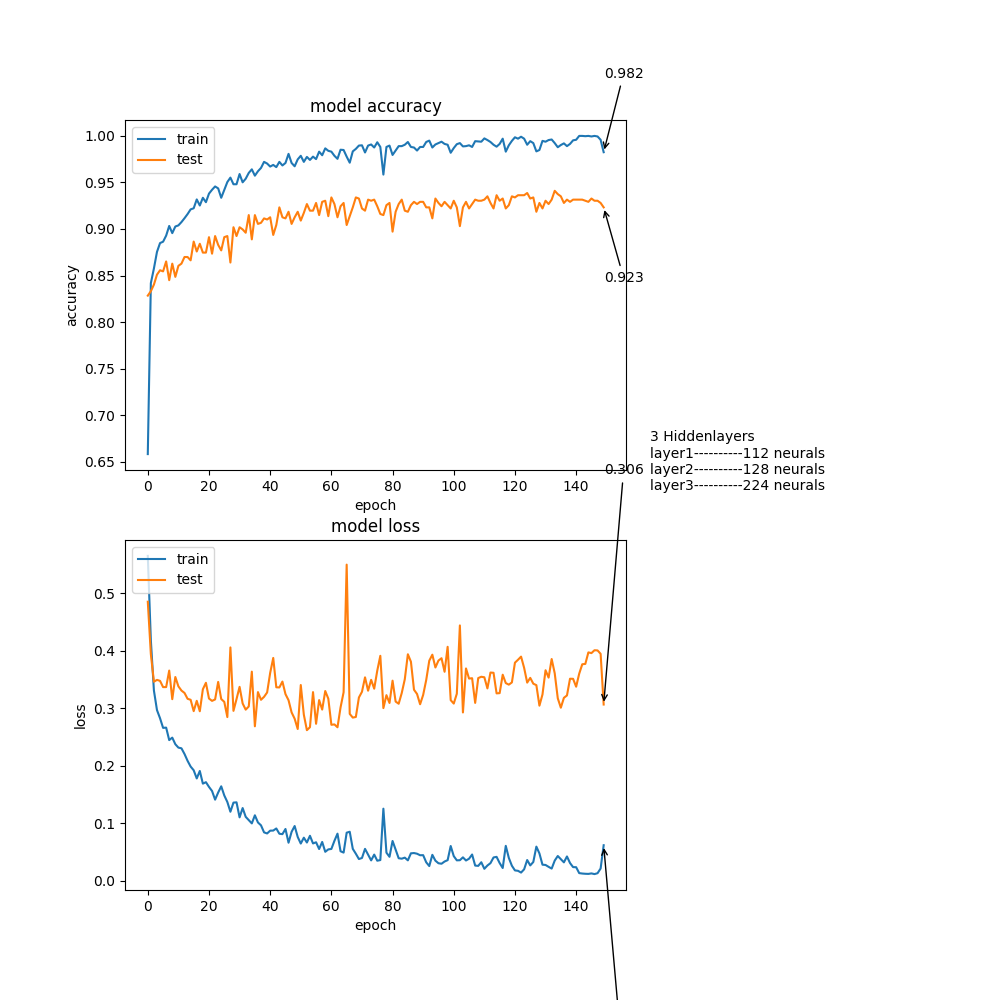 0.982
model accuracy
train
test
1.00
0.95
0.90
0.85
0.80
0.75
0.70
0.65
accuracy
0.923
0 20 40 60 80 100 120 140
epoch
3 Hiddenlayers
layer1----------112 neurals
layer2----------128 neurals
layer3----------224 neurals
0.306
model loss
train
test
0.5
0.4
0.3
0.2
0.1
0.0
loss
0 20 40 60 80 100 120 140
epoch